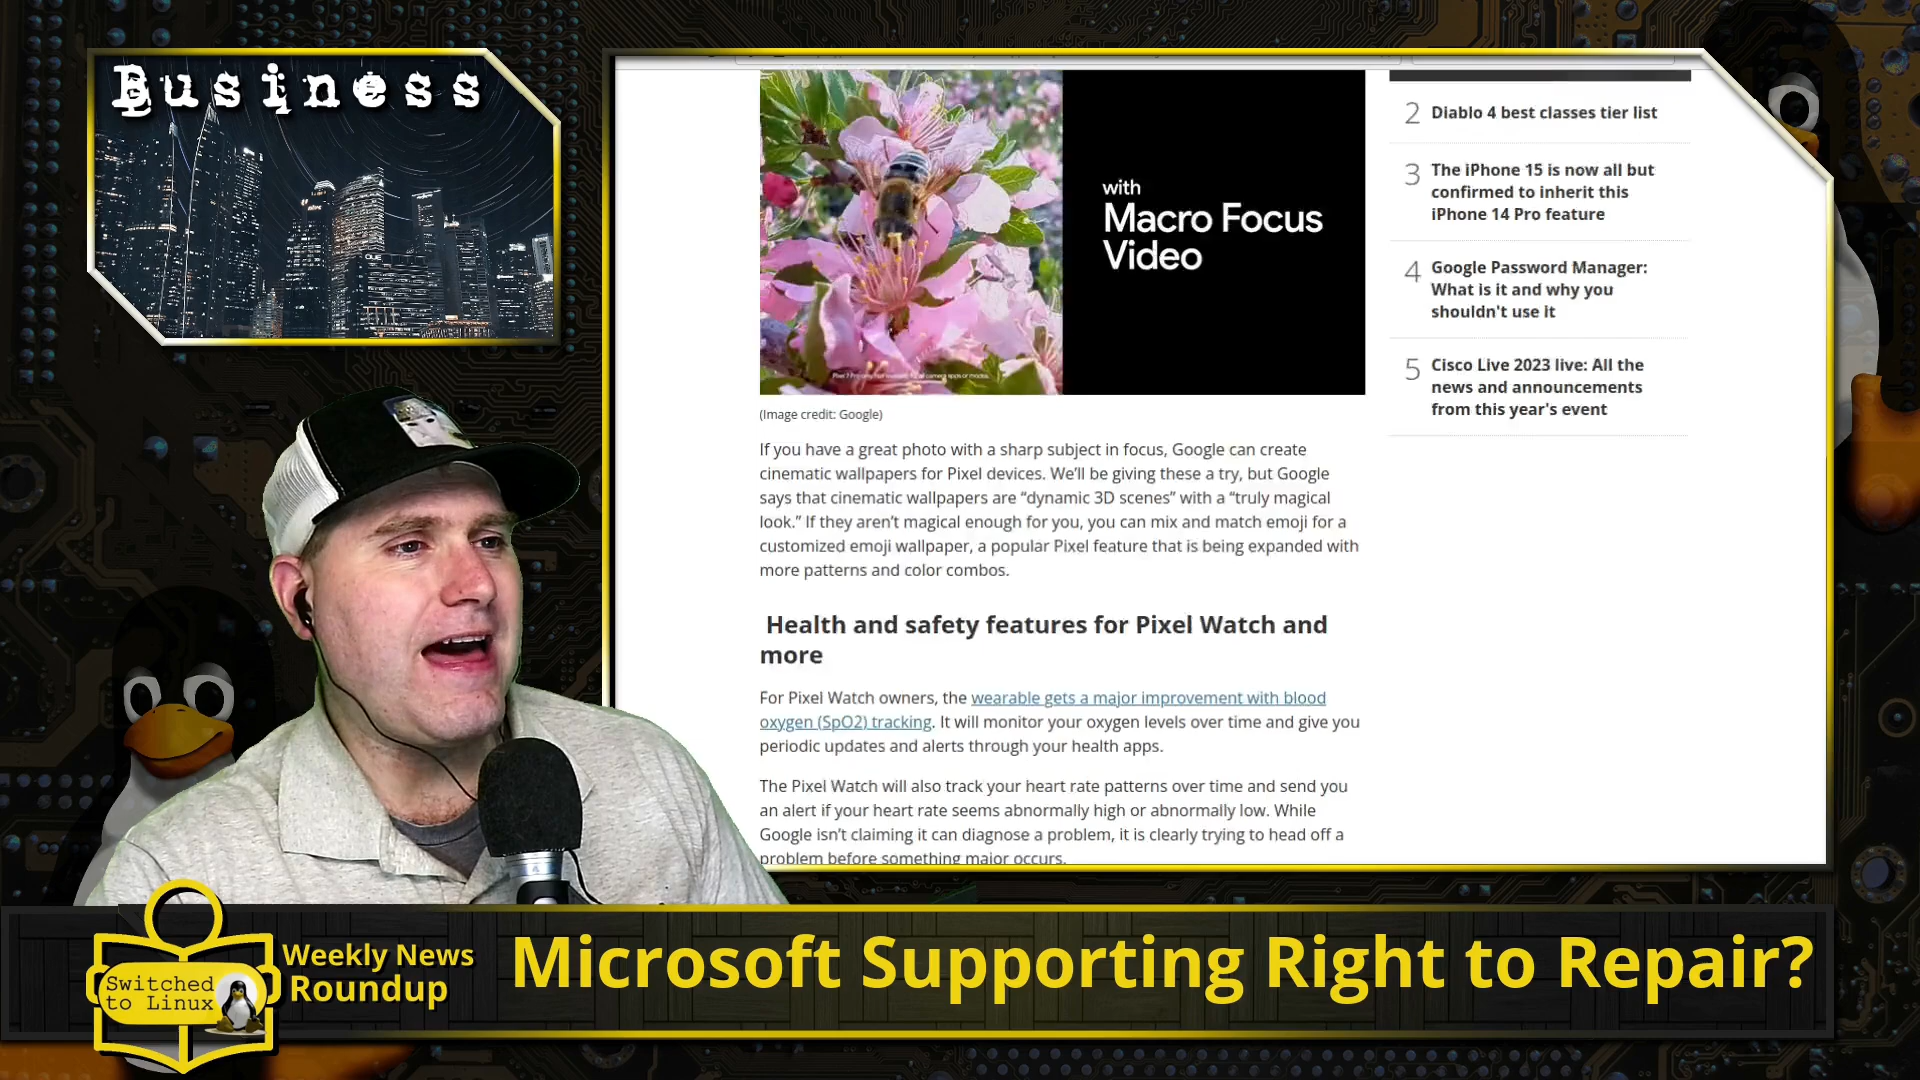 Business
OUE
with
Macro Focus
Video
(Image credit: Google)
If you have a great photo with a sharp subject in focus, Google can create
cinematic wallpapers for Pixel devices. We'll be giving these a try, but Google
says that cinematic wallpapers are “dynamic 3D scenes” with a “truly magical
look.” If they aren’t magical enough for you, you can mix and match emoji for a
customized emoji wallpaper, a popular Pixel feature that is being expanded with
more patterns and color combos.
Health and safety features for Pixel Watch and
more
For Pixel Watch owners, the wearable gets a major improvement with blood
oxygen (SpO2) tracking. It will monitor your oxygen levels over time and give you
periodic updates and alerts through your health apps.
The Pixel Watch will also track your heart rate patterns over time and send you
an alert if your heart rate seems abnormally high or abnormally low. While
Google isn’t claiming it can diagnose a problem, it is clearly trying to head off a
problem before something major occurs.
2 Diablo 4 best classes tier list
3 The iPhone 15 is now all but
confirmed to inherit this
iPhone 14 Pro feature
4 Google Password Manager:
What is it and why you
shouldn't use it
5 Cisco Live 2023 live: All the
news and announcements
from this year's event
Switched
to Linux
Weekly News
Roundup
Microsoft Supporting Right to Repair?